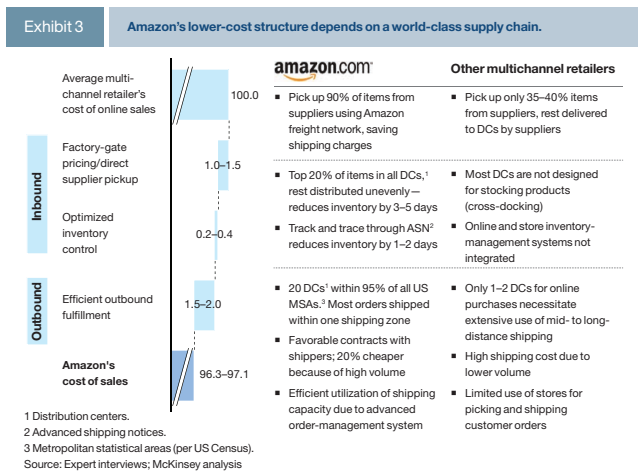 Exhibit 3
Amazon's lower-cost structure depends on a world-class supply chain.
Average multi-
channel retailer's
cost of online sales
100.0
Inbound
Factory-gate
pricing/direct
supplier pickup
1.0–1.5
Optimized
inventory
control
0.2–0.4
Outbound
Efficient outbound
fulfillment
1.5–2.0
Amazon's
cost of sales
96.3–97.1
amazon.com®
▪ Pick up 90% of items from
suppliers using Amazon
freight network, saving
shipping charges
▪ Top 20% of items in all DCs,¹
rest distributed unevenly—
reduces inventory by 3–5 days
▪ Track and trace through ASN²
reduces inventory by 1–2 days
▪ 20 DCs¹ within 95% of all US
MSAs.³ Most orders shipped
within one shipping zone
▪ Favorable contracts with
shippers; 20% cheaper
because of high volume
▪ Efficient utilization of shipping
capacity due to advanced
order-management system
Other multichannel retailers
▪ Pick up only 35–40% items
from suppliers, rest delivered
to DCs by suppliers
▪ Most DCs are not designed
for stocking products
(cross-docking)
▪ Online and store inventory-
management systems not
integrated
▪ Only 1–2 DCs for online
purchases necessitate
extensive use of mid- to long-
distance shipping
▪ High shipping cost due to
lower volume
▪ Limited use of stores for
picking and shipping
customer orders
1 Distribution centers.
2 Advanced shipping notices.
3 Metropolitan statistical areas (per US Census).
Source: Expert interviews; McKinsey analysis